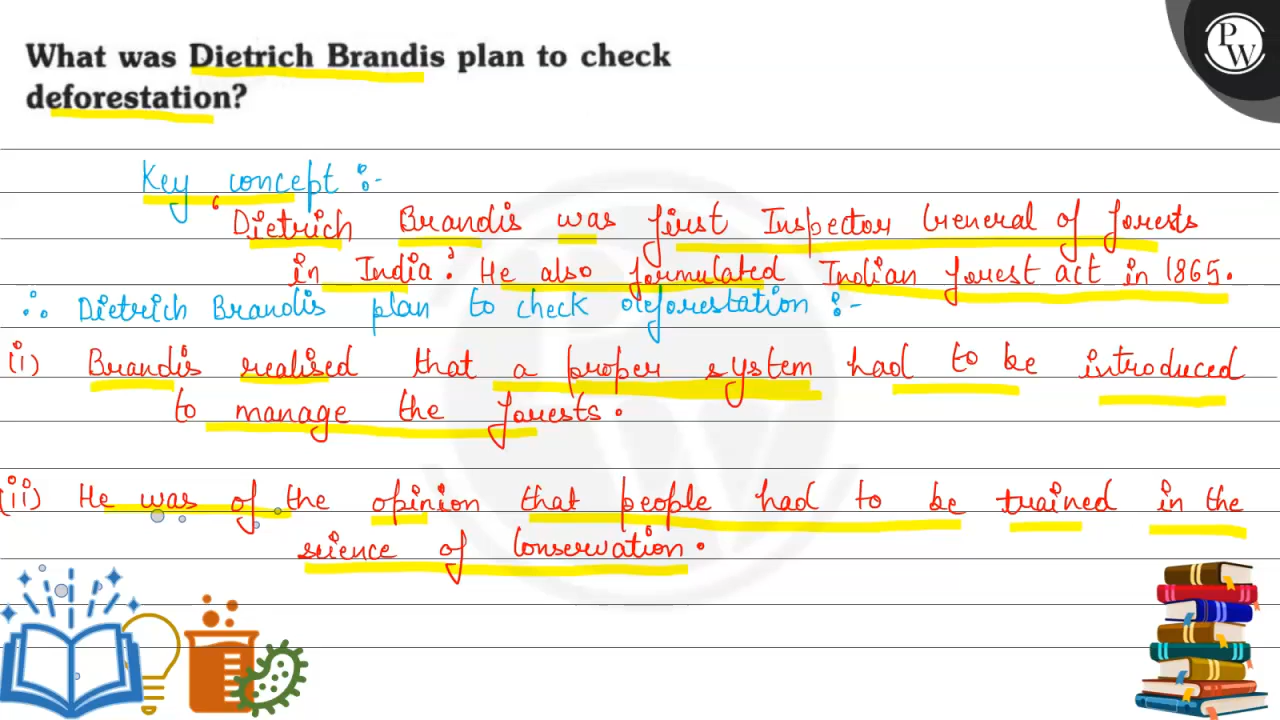 What was Dietrich Brandis plan to check
deforestation?
PW
Key concept :-
Dietrich Brandis was first Inspector General of forests
in India. He also formulated Indian forest act in 1865.
∴ Dietrich Brandis plan to check deforestation :-
(i) Brandis realised that a proper system had to be introduced
to manage the forests.
(ii) He was of the opinion that people had to be trained in the
science of conservation.